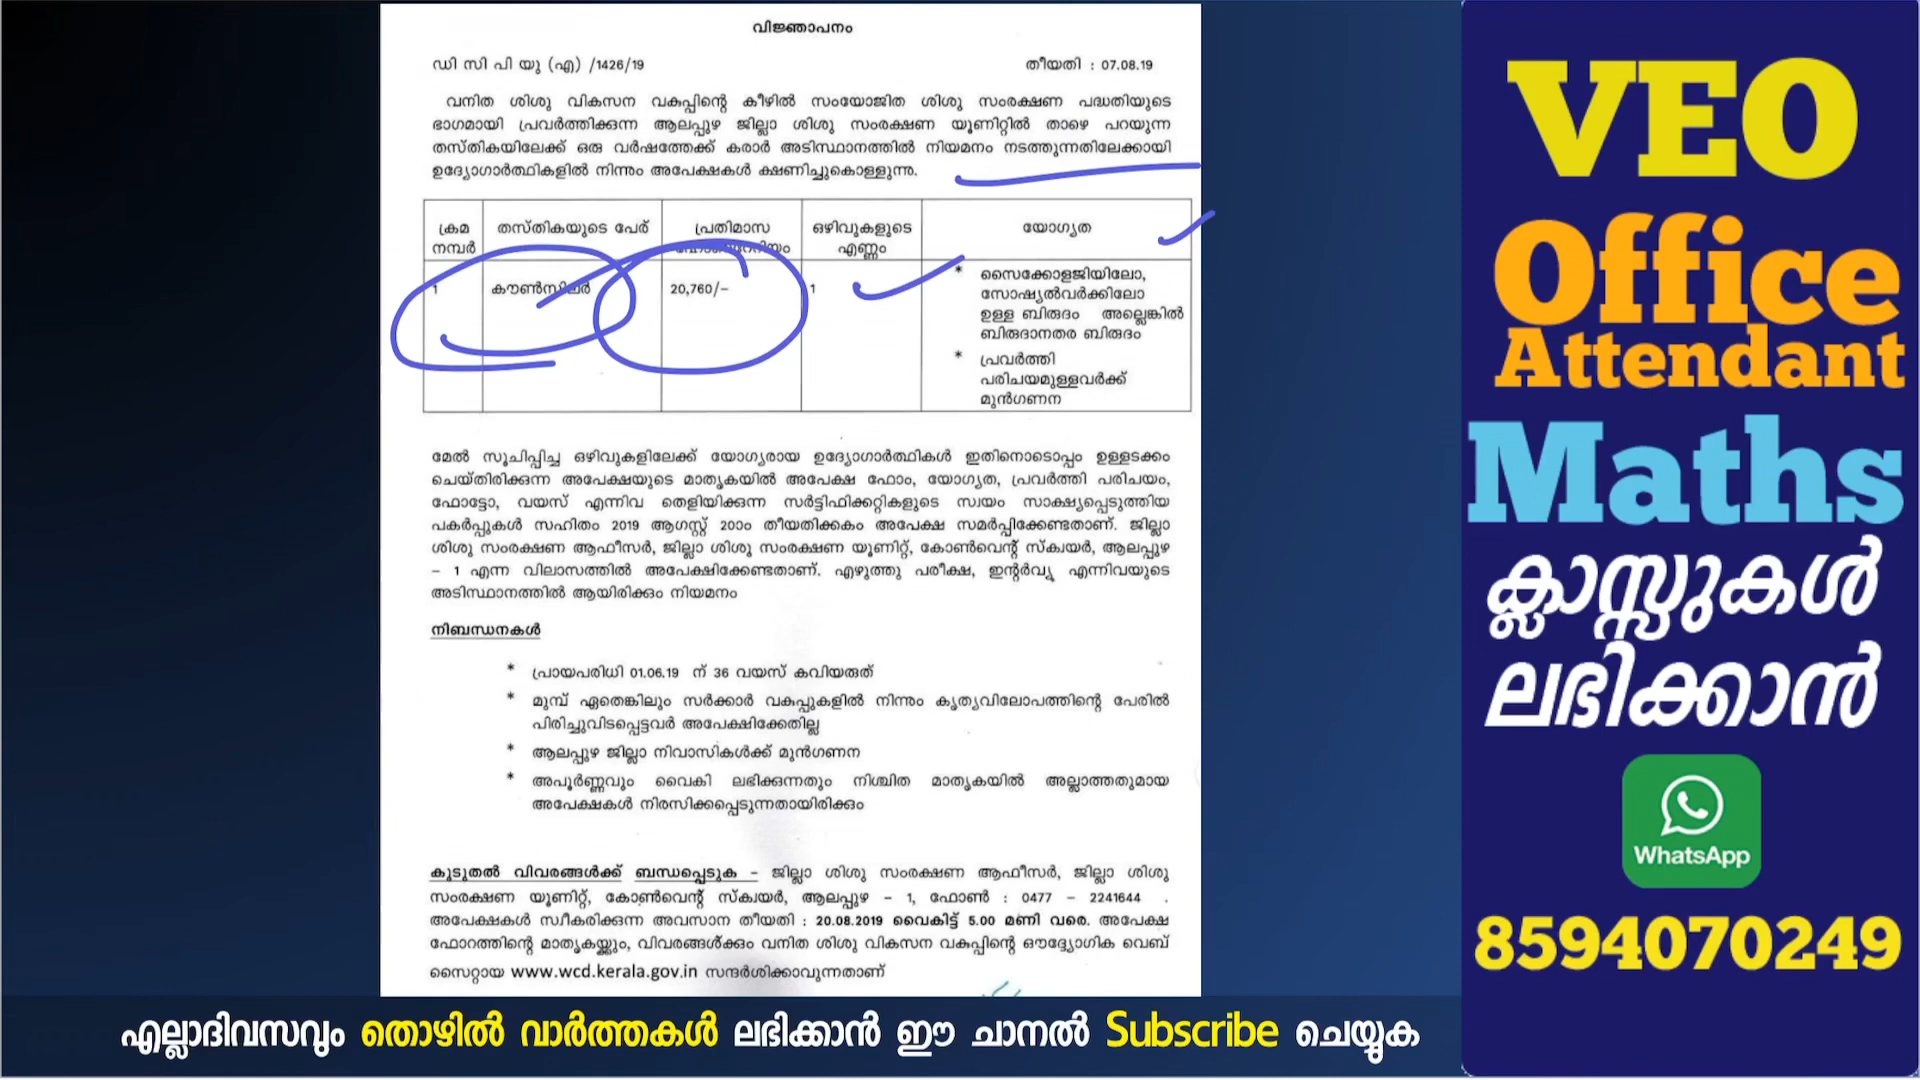 വിജ്ഞാപനം
ഡി സി പി യു (എ) /1426/19
തീയതി : 07.08.19
വനിത ശിശു വികസന വകുപ്പിന്റെ കീഴിൽ സംയോജിത ശിശു സംരക്ഷണ പദ്ധതിയുടെ
ഭാഗമായി പ്രവർത്തിക്കുന്ന ആലപ്പുഴ ജില്ലാ ശിശു സംരക്ഷണ യൂണിറ്റിൽ താഴെ പറയുന്ന
തസ്തികയിലേക്ക് ഒരു വർഷത്തേക്ക് കരാർ അടിസ്ഥാനത്തിൽ നിയമനം നടത്തുന്നതിലേക്കായി
ഉദ്യോഗാർത്ഥികളിൽ നിന്നും അപേക്ഷകൾ ക്ഷണിച്ചുകൊള്ളുന്നു.
ക്രമ നമ്പർ
തസ്തികയുടെ പേര്
പ്രതിമാസ
ഒഴിവുകളുടെ എണ്ണം
യോഗ്യത
1
കൗൺസിലർ
20,760/–
1
* സൈക്കോളജിയിലോ,
സോഷ്യൽവർക്കിലോ
ഉള്ള ബിരുദം അല്ലെങ്കിൽ
ബിരുദാനതര ബിരുദം
* പ്രവർത്തി
പരിചയമുള്ളവർക്ക്
മുൻഗണന
മേൽ സൂചിപ്പിച്ച ഒഴിവുകളിലേക്ക് യോഗ്യരായ ഉദ്യോഗാർത്ഥികൾ ഇതിനൊടൊപ്പം ഉള്ളടക്കം
ചെയ്തിരിക്കുന്ന അപേക്ഷയുടെ മാതൃകയിൽ അപേക്ഷ ഫോം, യോഗ്യത, പ്രവർത്തി പരിചയം,
ഫോട്ടോ, വയസ് എന്നിവ തെളിയിക്കുന്ന സർട്ടിഫിക്കറ്റികളുടെ സ്വയം സാക്ഷ്യപ്പെടുത്തിയ
പകർപ്പുകൾ സഹിതം 2019 ആഗസ്റ്റ് 20ാം തീയതിക്കകം അപേക്ഷ സമർപ്പിക്കേണ്ടതാണ്. ജില്ലാ
ശിശു സംരക്ഷണ ആഫീസർ, ജില്ലാ ശിശു സംരക്ഷണ യൂണിറ്റ്, കോൺവെന്റ് സ്ക്വയർ, ആലപ്പുഴ
– 1 എന്ന വിലാസത്തിൽ അപേക്ഷിക്കേണ്ടതാണ്. എഴുത്തു പരീക്ഷ, ഇന്റർവ്യൂ എന്നിവയുടെ
അടിസ്ഥാനത്തിൽ ആയിരിക്കും നിയമനം
നിബന്ധനകൾ
* പ്രായപരിധി 01.06.19 ന് 36 വയസ് കവിയരുത്
* മുമ്പ് ഏതെങ്കിലും സർക്കാർ വകുപ്പുകളിൽ നിന്നും കൃത്യവിലോപത്തിന്റെ പേരിൽ
പിരിച്ചുവിടപ്പെട്ടവർ അപേക്ഷിക്കേതില്ല
* ആലപ്പുഴ ജില്ലാ നിവാസികൾക്ക് മുൻഗണന
* അപൂർണ്ണവും വൈകി ലഭിക്കുന്നതും നിശ്ചിത മാതൃകയിൽ അല്ലാത്തതുമായ
അപേക്ഷകൾ നിരസിക്കപ്പെടുന്നതായിരിക്കും
കൂടുതൽ വിവരങ്ങൾക്ക് ബന്ധപ്പെടുക – ജില്ലാ ശിശു സംരക്ഷണ ആഫീസർ, ജില്ലാ ശിശു
സംരക്ഷണ യൂണിറ്റ്, കോൺവെന്റ് സ്ക്വയർ, ആലപ്പുഴ – 1, ഫോൺ : 0477 – 2241644 .
അപേക്ഷകൾ സ്വീകരിക്കുന്ന അവസാന തീയതി : 20.08.2019 വൈകിട്ട് 5.00 മണി വരെ. അപേക്ഷ
ഫോറത്തിന്റെ മാതൃകയ്ക്കും, വിവരങ്ങൾക്കും വനിത ശിശു വികസന വകുപ്പിന്റെ ഔദ്ദ്യോഗിക വെബ്
സൈറ്റായ www.wcd.kerala.gov.in സന്ദർശിക്കാവുന്നതാണ്
എല്ലാദിവസവും തൊഴിൽ വാർത്തകൾ ലഭിക്കാൻ ഈ ചാനൽ Subscribe ചെയ്യുക
VEO
Office
Attendant
Maths
ക്ലാസ്സുകൾ
ലഭിക്കാൻ
WhatsApp
8594070249